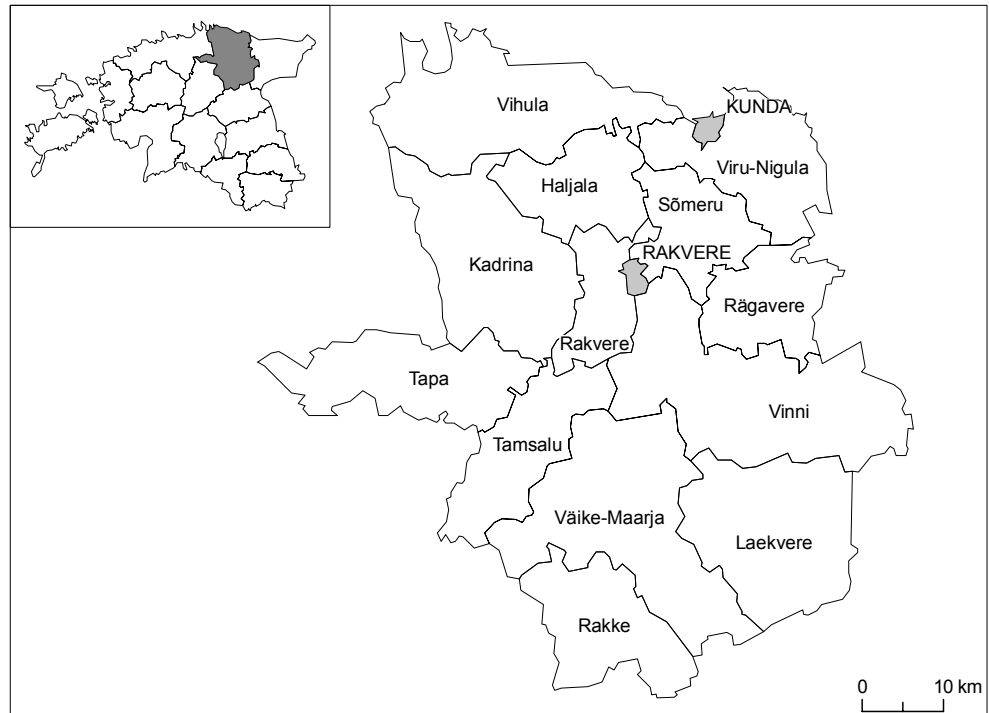 Vihula
KUNDA
Viru-Nigula
Haljala
Sõmeru
RAKVERE
Kadrina
Rägavere
Rakvere
Tapa
Vinni
Tamsalu
Väike-Maarja
Laekvere
Rakke
0 10 km